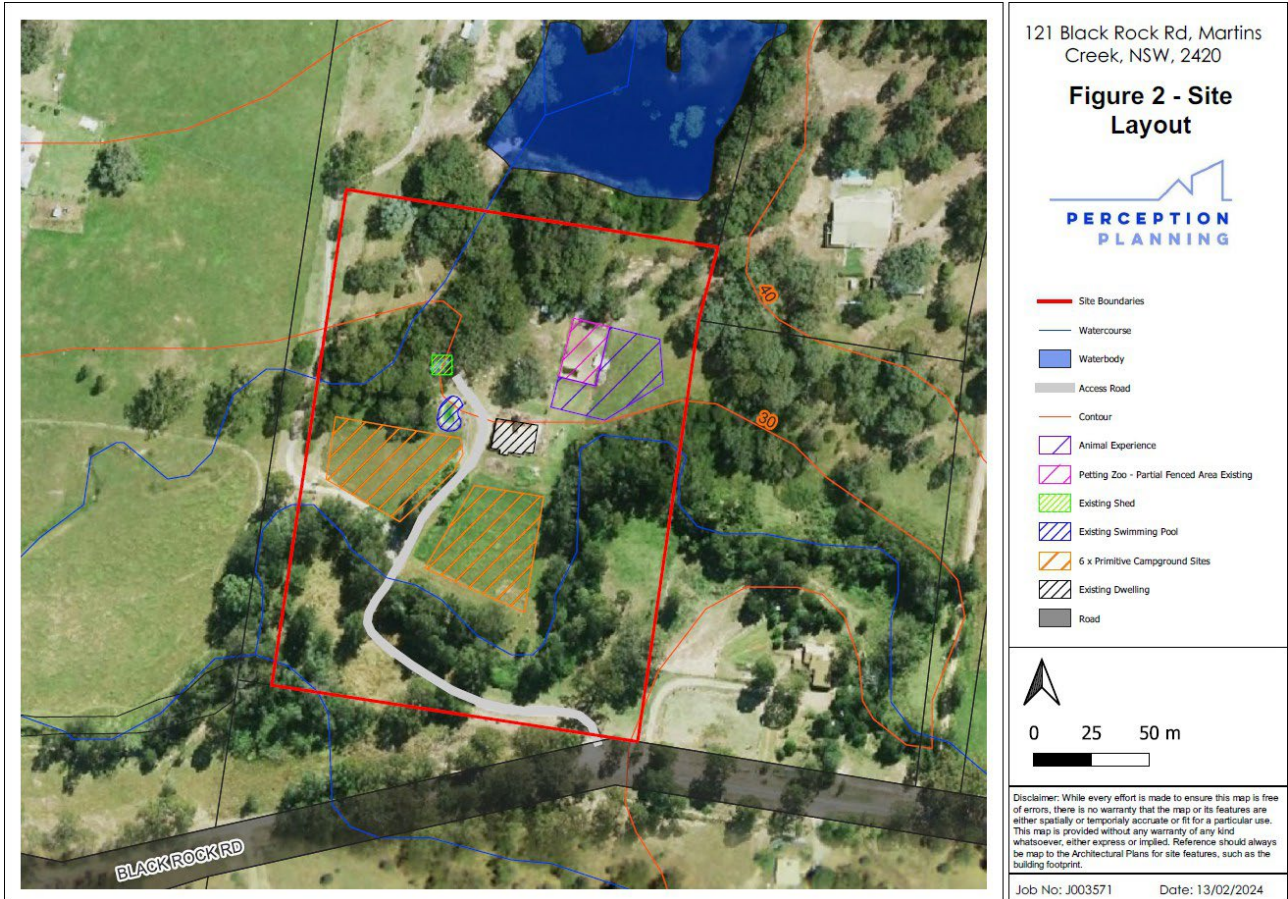 121 Black Rock Rd, Martins
Creek, NSW, 2420
Figure 2 - Site
Layout
PERCEPTION
PLANNING
Site Boundaries
Watercourse
Waterbody
Access Road
Contour
Animal Experience
Petting Zoo - Partial Fenced Area Existing
Existing Shed
Existing Swimming Pool
6 x Primitive Campground Sites
Existing Dwelling
Road
0 25 50 m
Disclaimer: While every effort is made to ensure this map is free
of errors, there is no warranty that the map or its features are
either spatially or temporialy accruate or fit for a particular use.
This map is provided without any warranty of any kind
whatsoever, either express or implied. Reference should always
be map to the Architectural Plans for site features, such as the
building footprint.
Job No: J003571 Date: 13/02/2024
40
30
BLACK ROCK RD